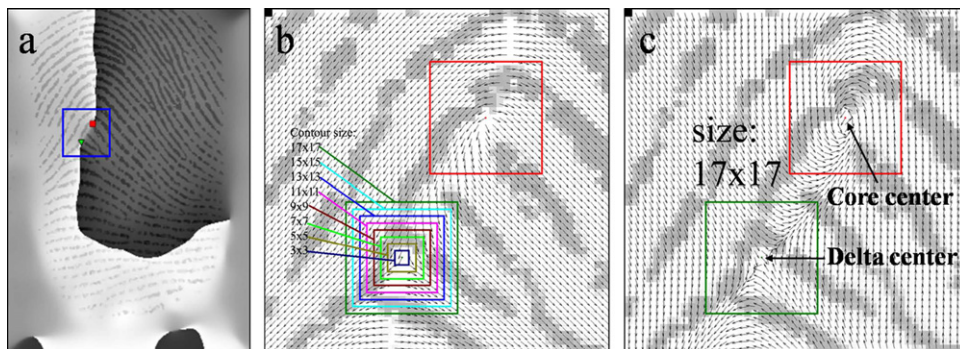 a
b
Contour size:
17x17
15x15
13x13
11x11
9x9
7x7
5x5
3x3
c
size:
17x17
Core center
Delta center